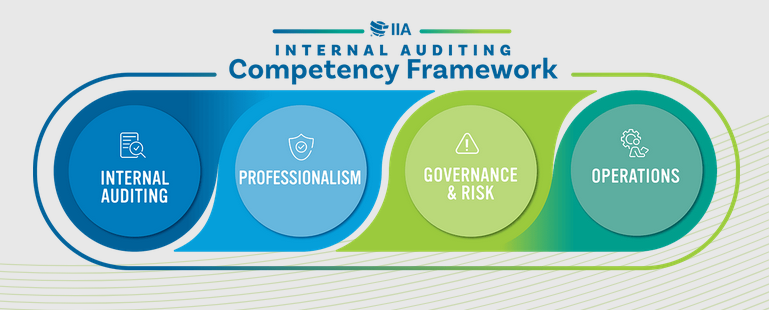 IIA
INTERNAL AUDITING
Competency Framework
INTERNAL
AUDITING
PROFESSIONALISM
GOVERNANCE
& RISK
OPERATIONS